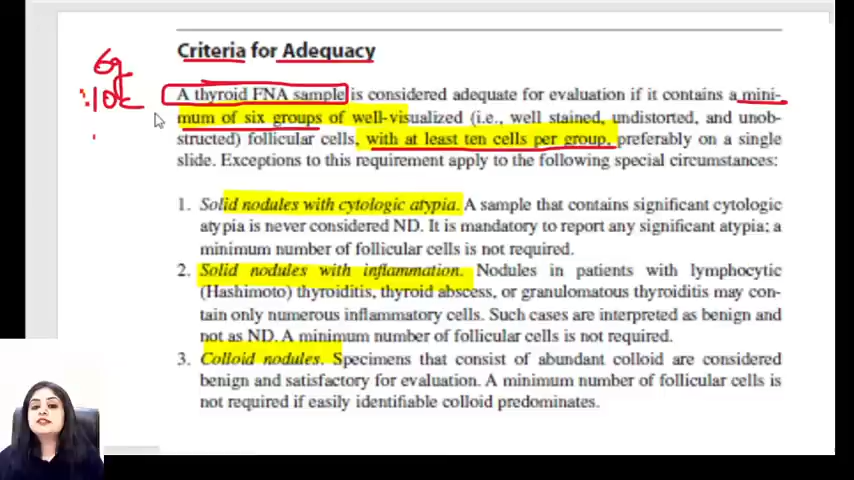 Criteria for Adequacy
6g
10c
A thyroid FNA sample is considered adequate for evaluation if it contains a mini-
mum of six groups of well-visualized (i.e., well stained, undistorted, and unob-
structed) follicular cells, with at least ten cells per group, preferably on a single
slide. Exceptions to this requirement apply to the following special circumstances:
1. Solid nodules with cytologic atypia. A sample that contains significant cytologic
atypia is never considered ND. It is mandatory to report any significant atypia; a
minimum number of follicular cells is not required.
2. Solid nodules with inflammation. Nodules in patients with lymphocytic
(Hashimoto) thyroiditis, thyroid abscess, or granulomatous thyroiditis may con-
tain only numerous inflammatory cells. Such cases are interpreted as benign and
not as ND. A minimum number of follicular cells is not required.
3. Colloid nodules. Specimens that consist of abundant colloid are considered
benign and satisfactory for evaluation. A minimum number of follicular cells is
not required if easily identifiable colloid predominates.